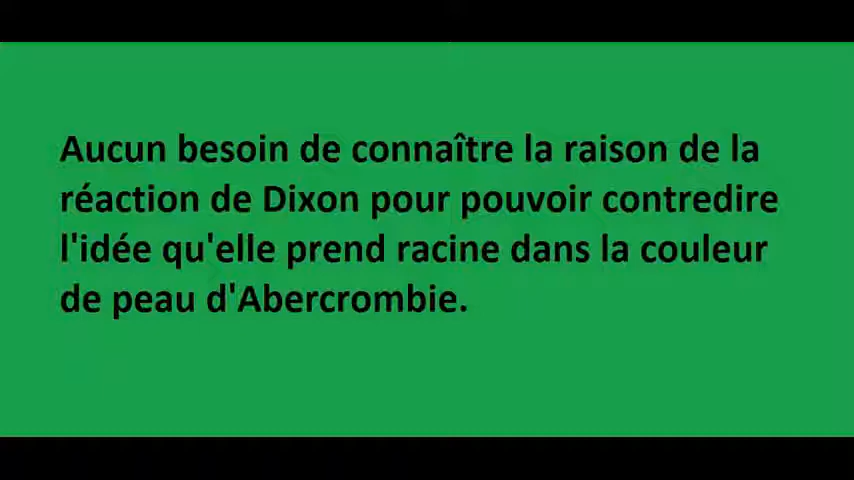 Aucun besoin de connaître la raison de la
réaction de Dixon pour pouvoir contredire
l'idée qu'elle prend racine dans la couleur
de peau d'Abercrombie.